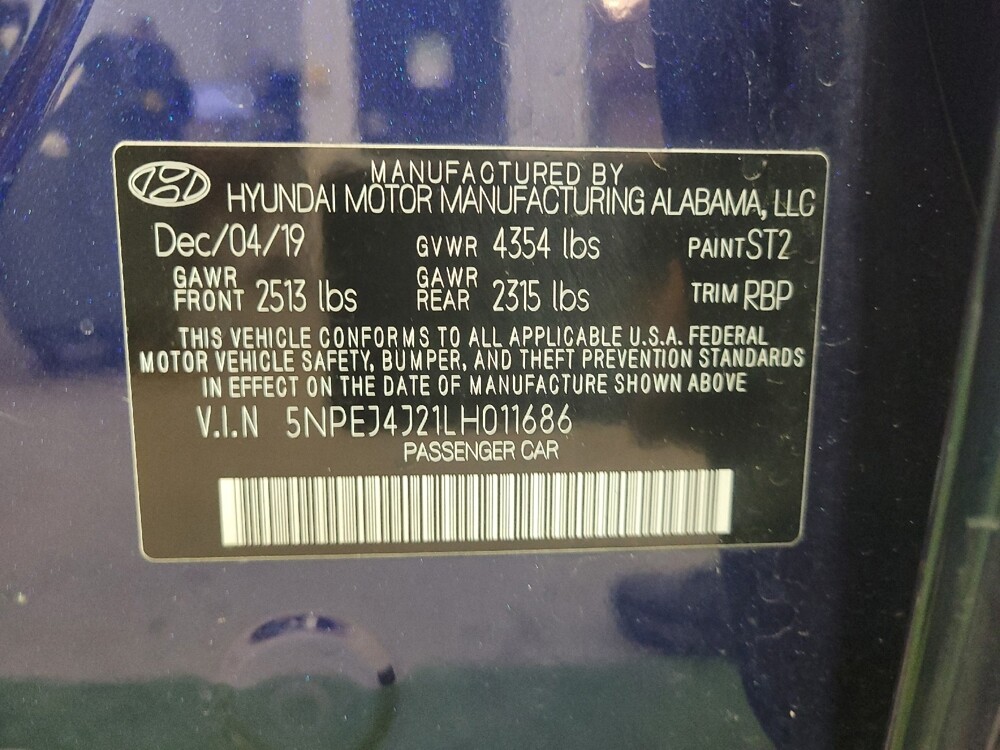 MANUFACTURED BY
HYUNDAI MOTOR MANUFACTURING ALABAMA, LLC
Dec/04/19 GVWR 4354 lbs PAINT ST2
GAWR FRONT 2513 lbs GAWR REAR 2315 lbs TRIM RBP
THIS VEHICLE CONFORMS TO ALL APPLICABLE U.S.A. FEDERAL
MOTOR VEHICLE SAFETY, BUMPER, AND THEFT PREVENTION STANDARDS
IN EFFECT ON THE DATE OF MANUFACTURE SHOWN ABOVE
V.I.N 5NPEJ4J21LH011686
PASSENGER CAR